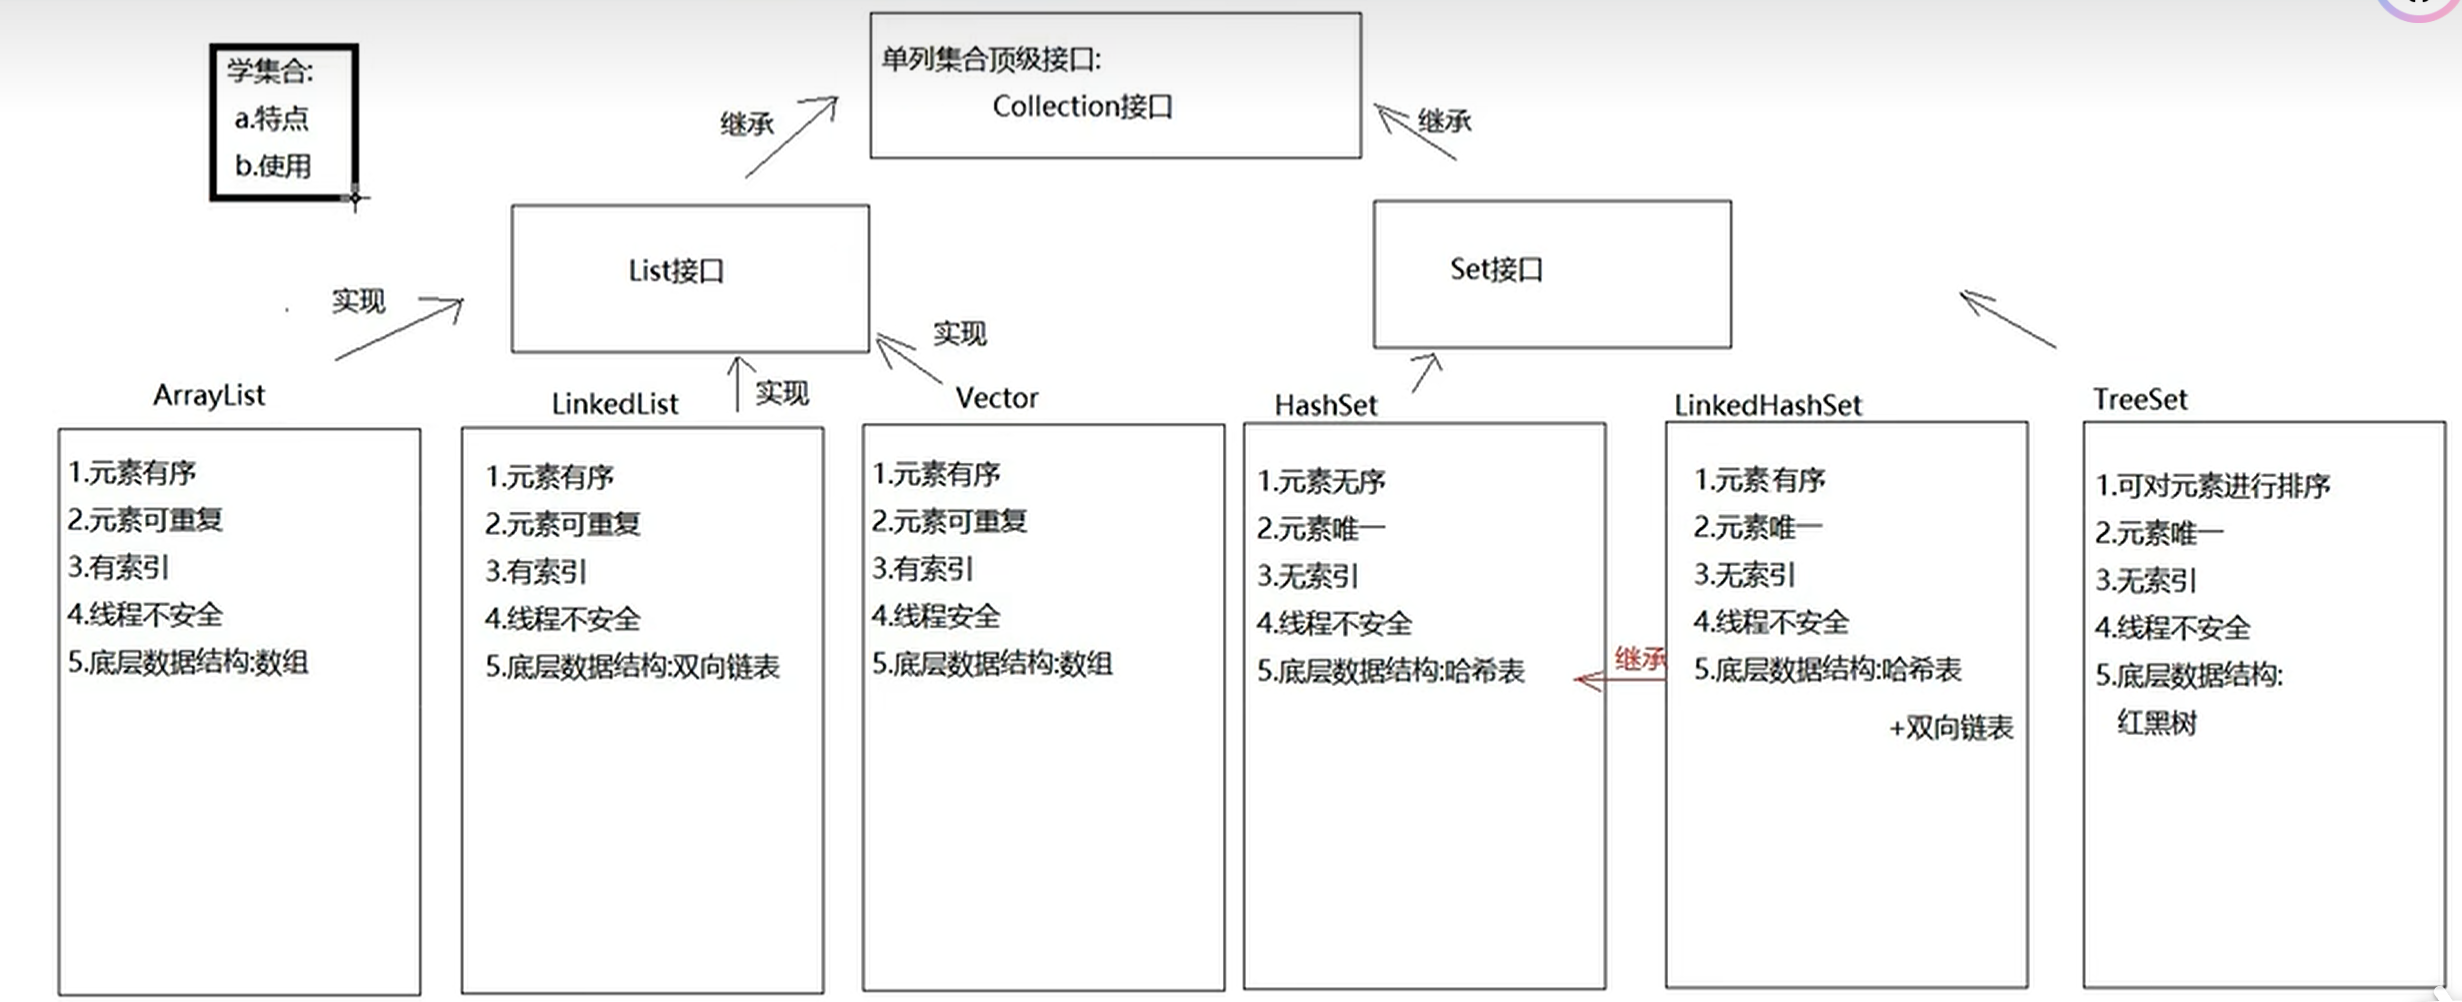 学集合:
a.特点
b.使用
单列集合顶级接口:
Collection接口
继承
继承
List接口
Set接口
实现
实现
实现
ArrayList
1.元素有序
2.元素可重复
3.有索引
4.线程不安全
5.底层数据结构:数组
LinkedList
1.元素有序
2.元素可重复
3.有索引
4.线程不安全
5.底层数据结构:双向链表
Vector
1.元素有序
2.元素可重复
3.有索引
4.线程安全
5.底层数据结构:数组
HashSet
1.元素无序
2.元素唯一
3.无索引
4.线程不安全
5.底层数据结构:哈希表
继承
LinkedHashSet
1.元素有序
2.元素唯一
3.无索引
4.线程不安全
5.底层数据结构:哈希表
+双向链表
TreeSet
1.可对元素进行排序
2.元素唯一
3.无索引
4.线程不安全
5.底层数据结构:
红黑树